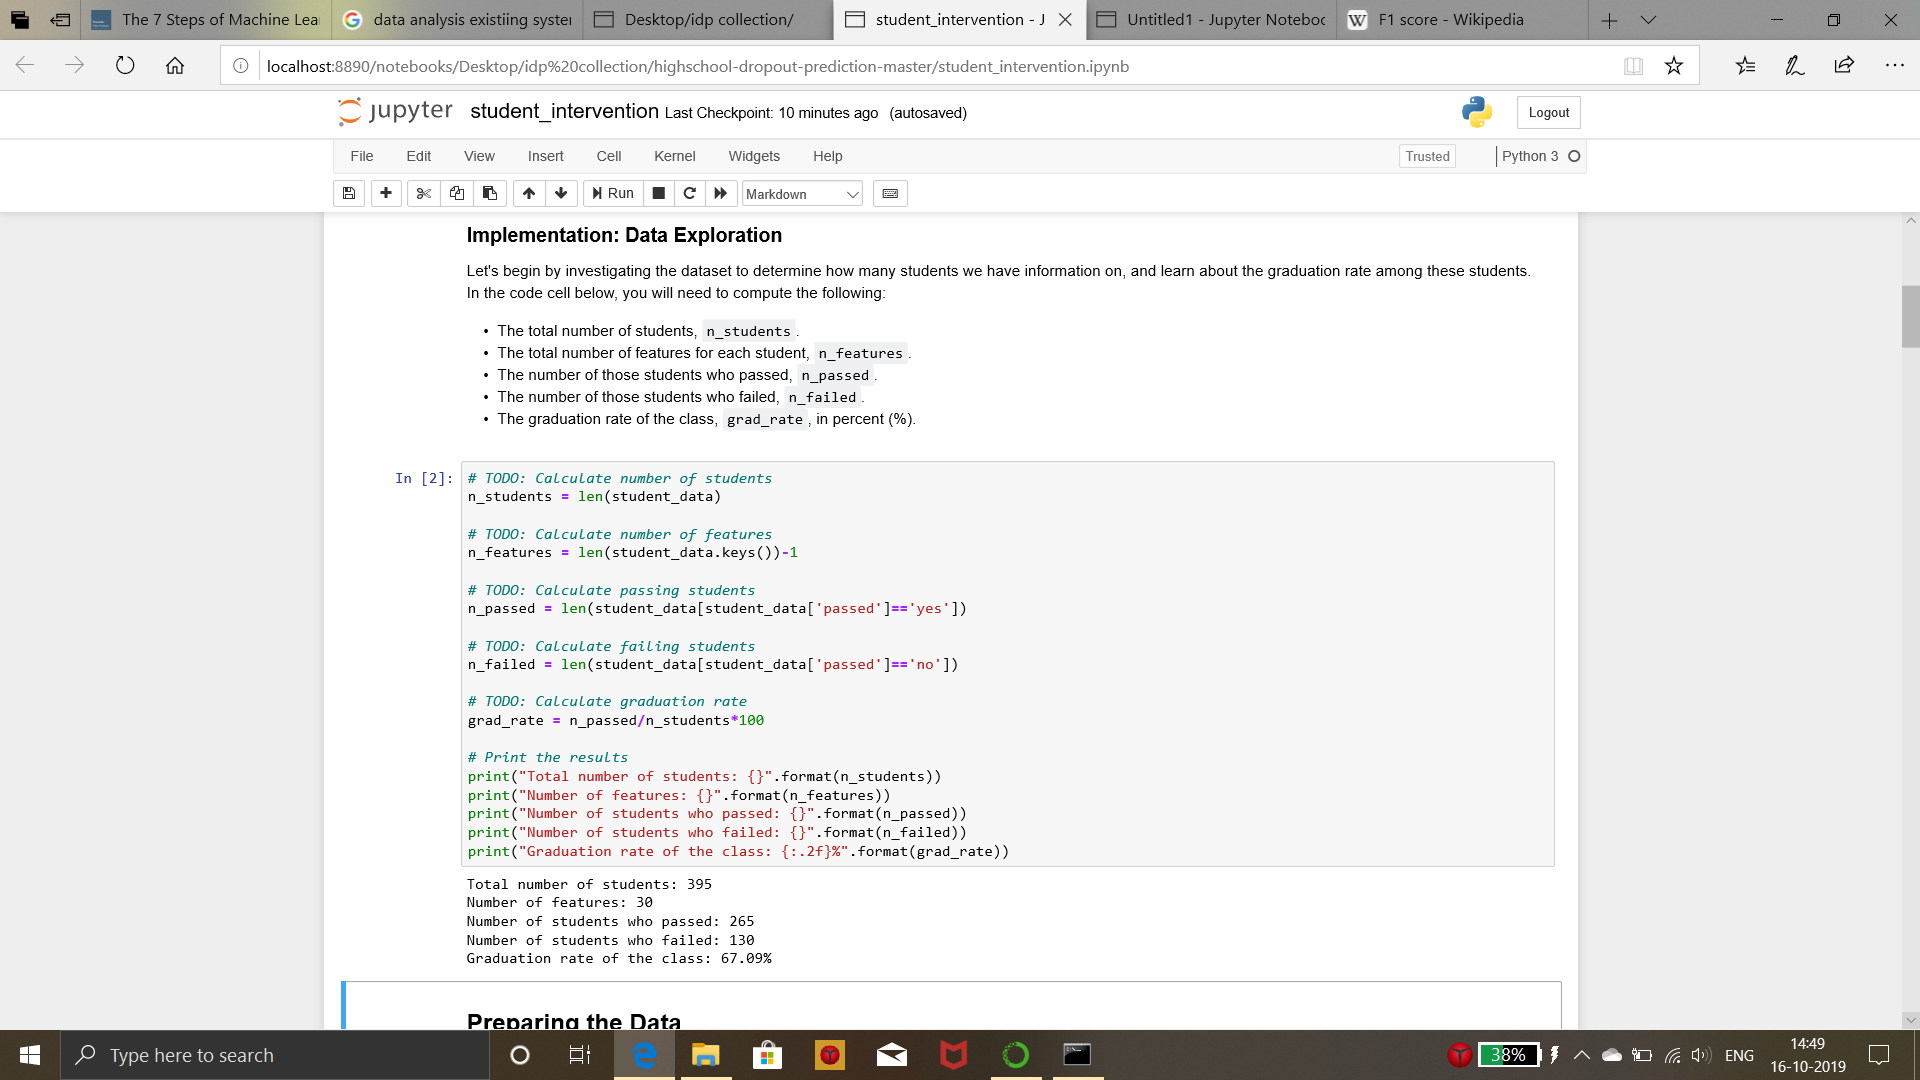 The 7 Steps of Machine Lea
data analysis existiing syster
Desktop/idp collection/
student_intervention - J
Untitled1 - Jupyter Noteboc
W F1 score - Wikipedia
localhost:8890/notebooks/Desktop/idp%20collection/highschool-dropout-prediction-master/student_intervention.ipynb
jupyter student_intervention Last Checkpoint: 10 minutes ago (autosaved)
Logout
File Edit View Insert Cell Kernel Widgets Help
Trusted
Python 3
Run
Markdown
Implementation: Data Exploration
Let's begin by investigating the dataset to determine how many students we have information on, and learn about the graduation rate among these students.
In the code cell below, you will need to compute the following:
• The total number of students, n_students .
• The total number of features for each student, n_features .
• The number of those students who passed, n_passed .
• The number of those students who failed, n_failed .
• The graduation rate of the class, grad_rate , in percent (%).
In [2]:
# TODO: Calculate number of students
n_students = len(student_data)
# TODO: Calculate number of features
n_features = len(student_data.keys())-1
# TODO: Calculate passing students
n_passed = len(student_data[student_data['passed']=='yes'])
# TODO: Calculate failing students
n_failed = len(student_data[student_data['passed']=='no'])
# TODO: Calculate graduation rate
grad_rate = n_passed/n_students*100
# Print the results
print("Total number of students: {}".format(n_students))
print("Number of features: {}".format(n_features))
print("Number of students who passed: {}".format(n_passed))
print("Number of students who failed: {}".format(n_failed))
print("Graduation rate of the class: {:.2f}%".format(grad_rate))
Total number of students: 395
Number of features: 30
Number of students who passed: 265
Number of students who failed: 130
Graduation rate of the class: 67.09%
Preparing the Data
Type here to search
38%
ENG
14:49
16-10-2019